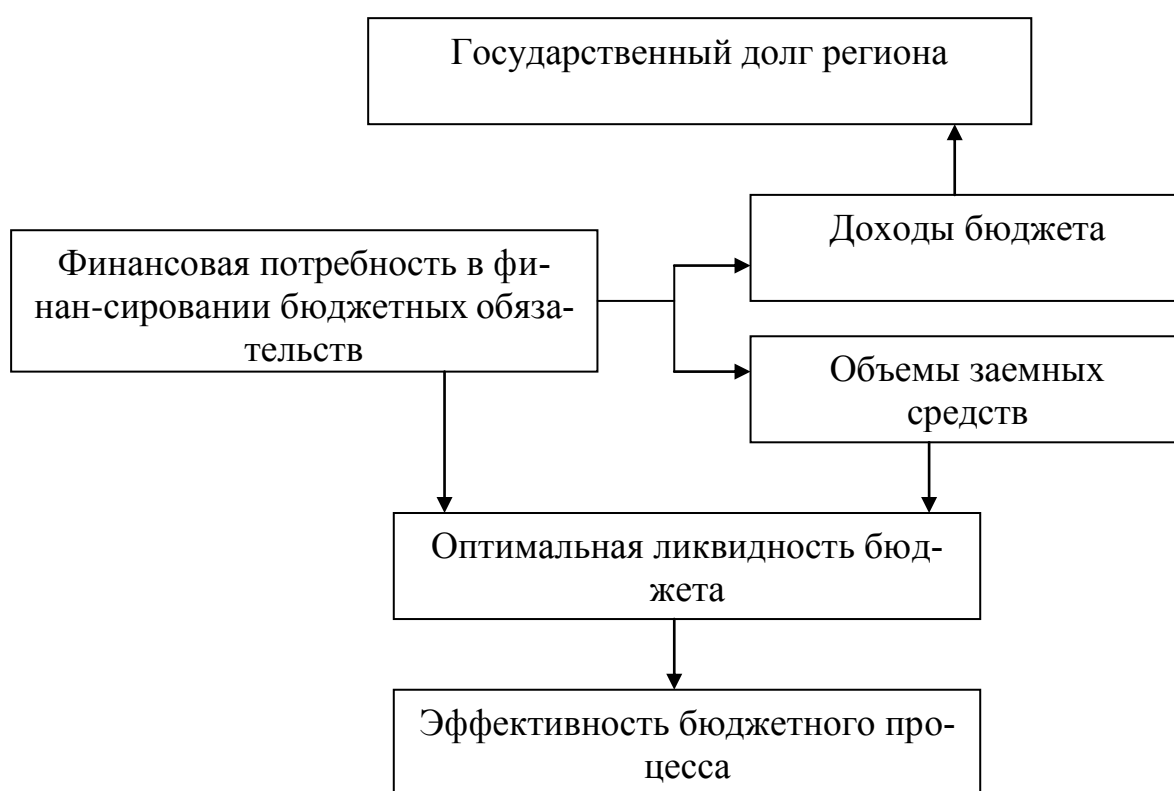 Государственный долг региона
Доходы бюджета
Финансовая потребность в фи-
нан-сировании бюджетных обяза-
тельств
Объемы заемных
средств
Оптимальная ликвидность бюд-
жета
Эффективность бюджетного про-
цесса